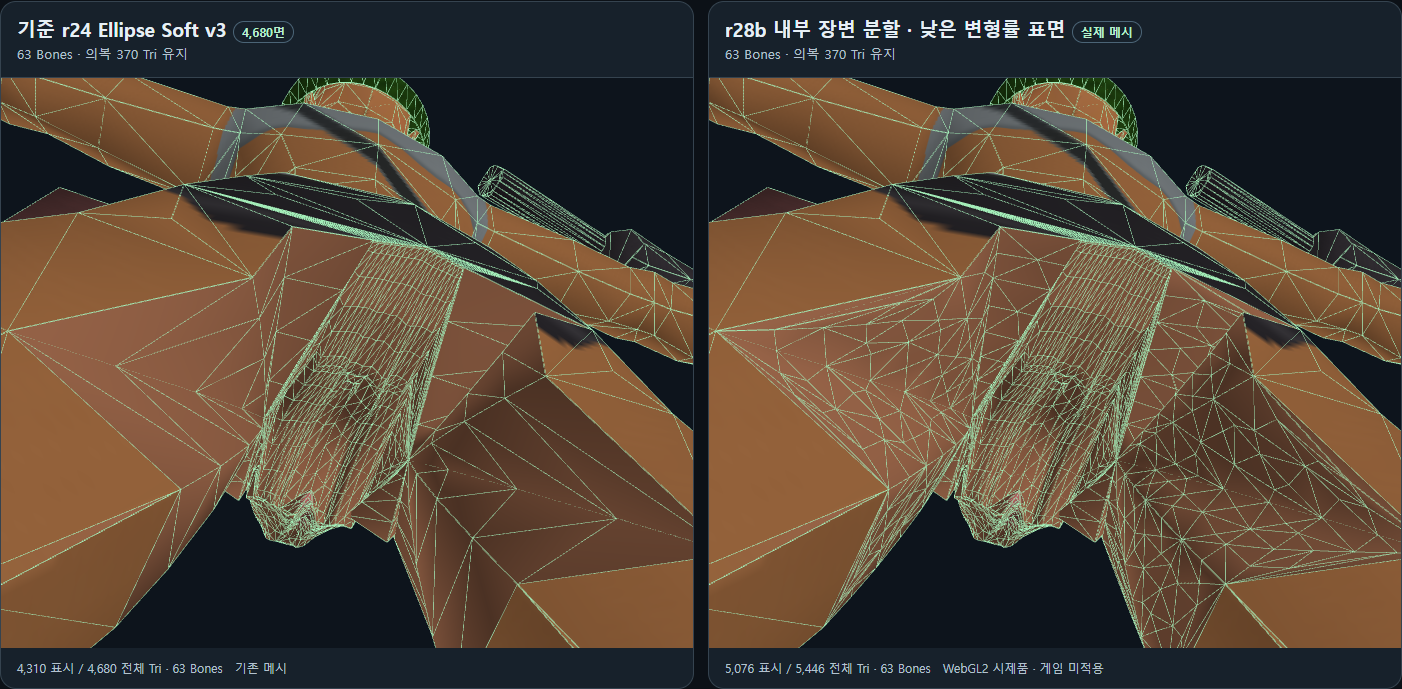 기준 r24 Ellipse Soft v3 4,680면
63 Bones · 의복 370 Tri 유지
4,310 표시 / 4,680 전체 Tri · 63 Bones 기존 메시
r28b 내부 장변 분할 · 낮은 변형률 표면 실제 메시
63 Bones · 의복 370 Tri 유지
5,076 표시 / 5,446 전체 Tri · 63 Bones WebGL2 시제품 · 게임 미적용